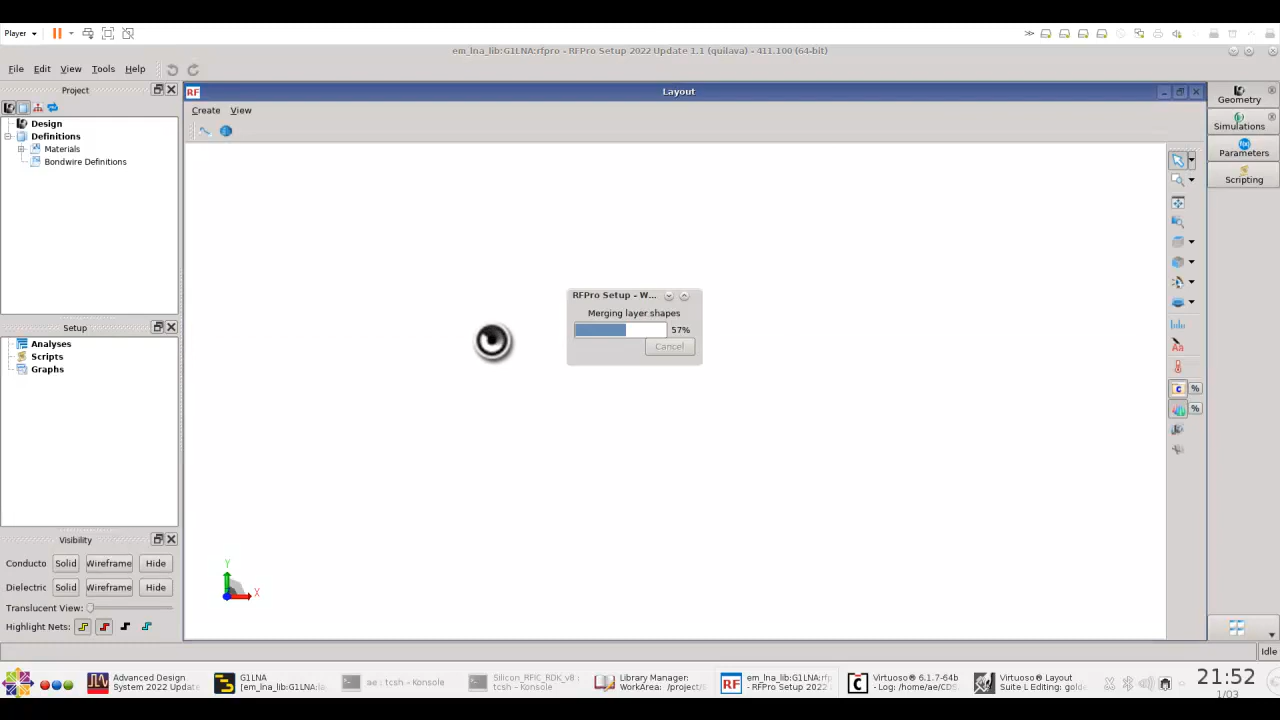 Player
em_lna_lib:G1LNA:rfpro - RFPro Setup 2022 Update 1.1 (quilava) - 411.100 (64-bit)
File Edit View Tools Help
Project
Design
Definitions
Materials
Bondwire Definitions
Setup
Analyses
Scripts
Graphs
Visibility
Conducto Solid Wireframe Hide
Dielectric Solid Wireframe Hide
Translucent View:
Highlight Nets:
RF Layout
Create View
RFPro Setup - W...
Merging layer shapes
57%
Cancel
Y
X
Geometry
Simulations
Parameters
Scripting
Idle
Advanced Design
System 2022 Update
G1LNA
[em_lna_lib:G1LNA:la
ae : tcsh - Konsole
Silicon_RFIC_RDK_v8 :
tcsh - Konsole
Library Manager:
WorkArea: /project/
RF
em_lna_lib:G1LNA:rfp
- RFPro Setup 2022
Virtuoso® 6.1.7-64b
- Log: /home/ae/CDS
Virtuoso® Layout
Suite L Editing: gold
21:52
1/03